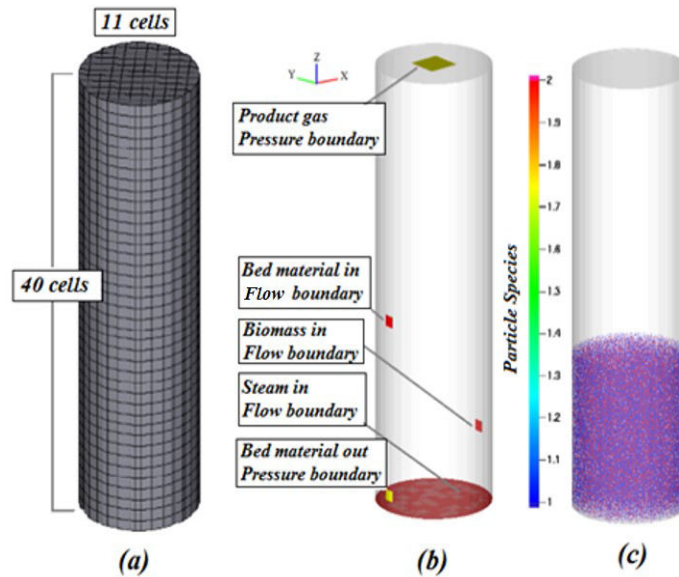 11 cells
40 cells
(a)
Z
Y
X
Product gas
Pressure boundary
Bed material in
Flow boundary
Biomass in
Flow boundary
Steam in
Flow boundary
Bed material out
Pressure boundary
(b)
Particle Species
2
1.9
1.8
1.7
1.6
1.5
1.4
1.3
1.2
1.1
1
(c)